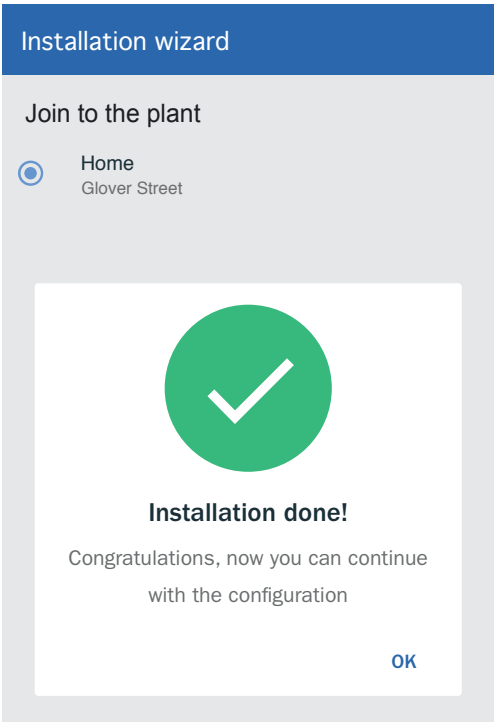 Installation wizard
Join to the plant
Home
Glover Street
Installation done!
Congratulations, now you can continue
with the configuration
OK